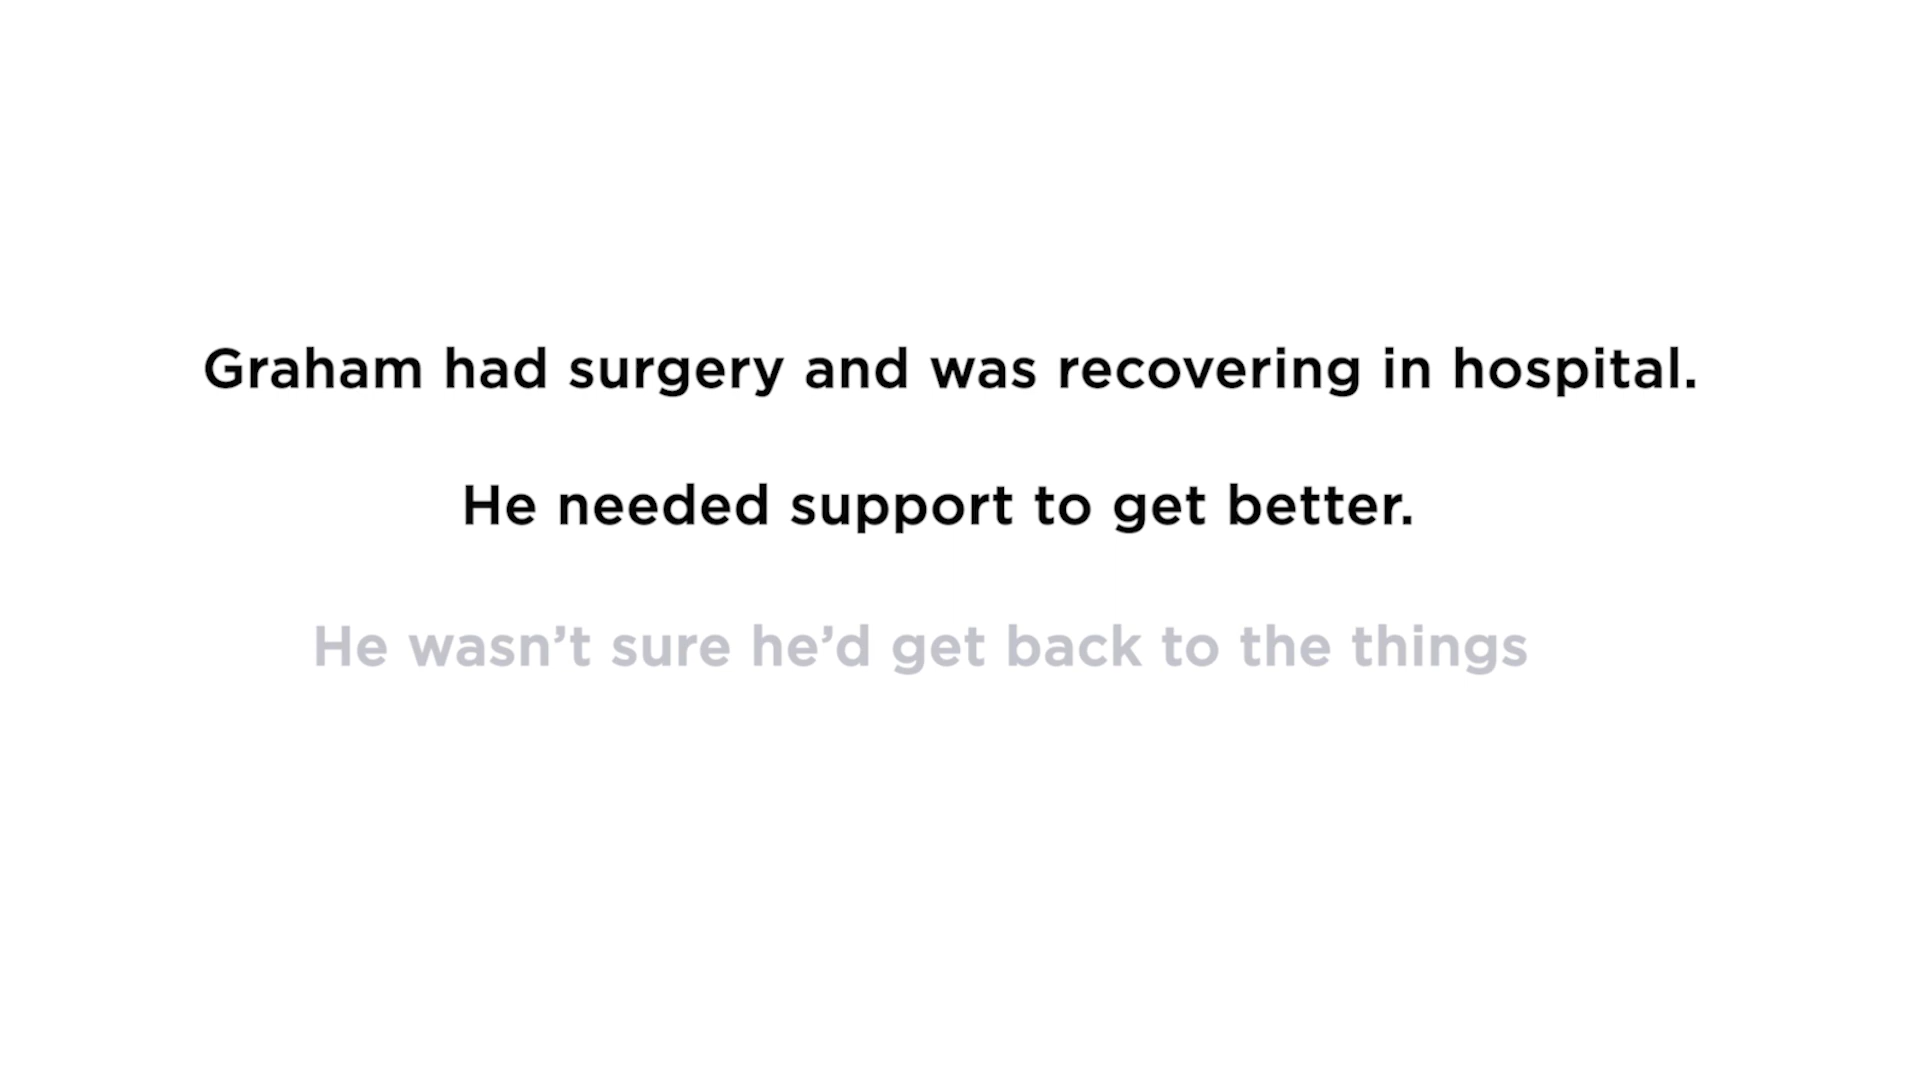 Graham had surgery and was recovering in hospital.
He needed support to get better.
He wasn’t sure he’d get back to the things